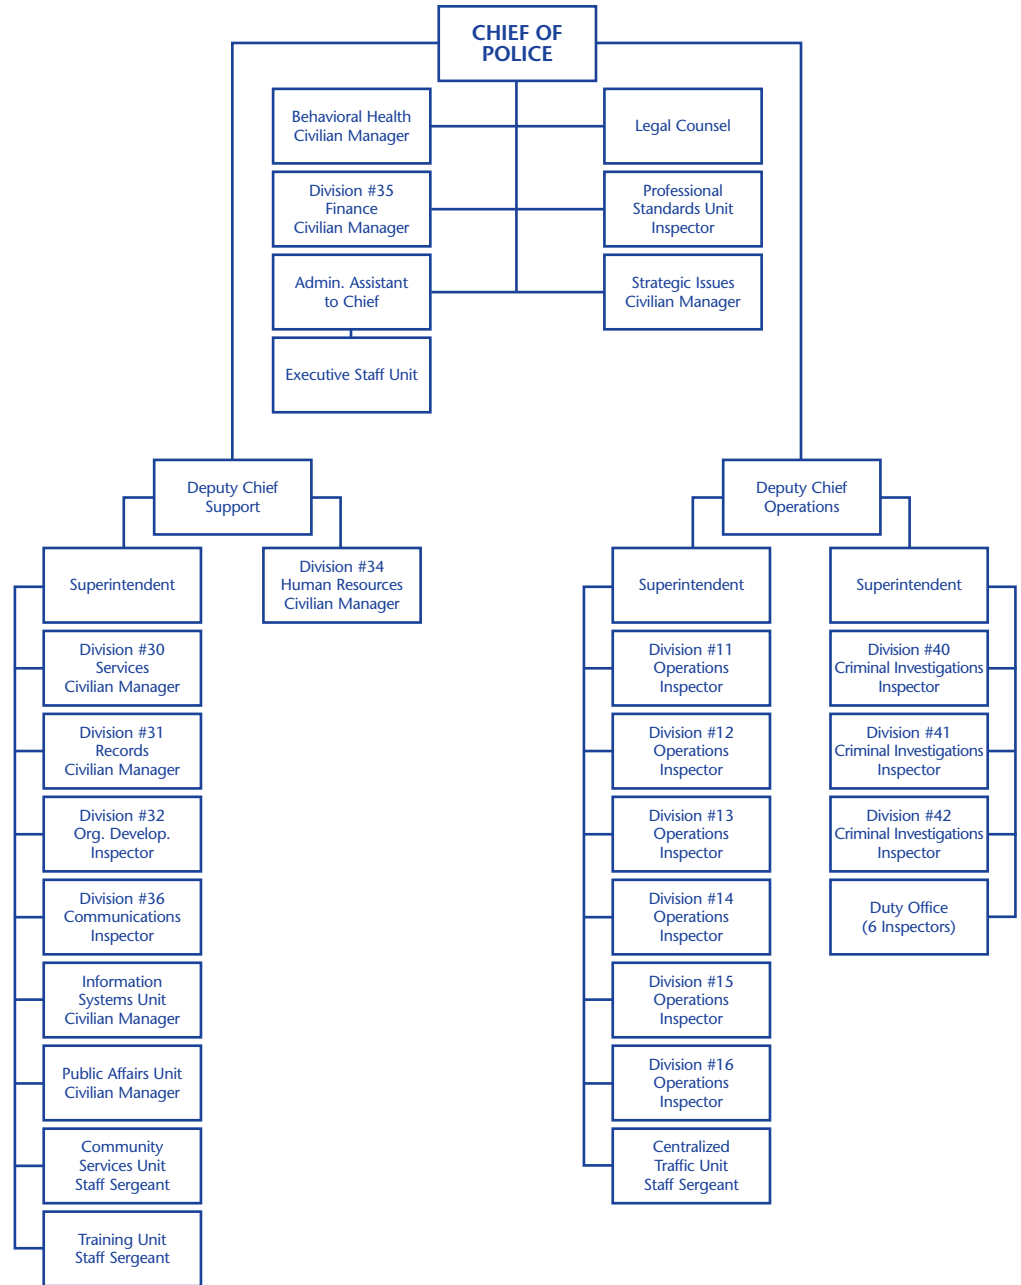 CHIEF OF
POLICE
Behavioral Health
Civilian Manager
Legal Counsel
Division #35
Finance
Civilian Manager
Professional
Standards Unit
Inspector
Admin. Assistant
to Chief
Strategic Issues
Civilian Manager
Executive Staff Unit
Deputy Chief
Support
Superintendent
Division #34
Human Resources
Civilian Manager
Division #30
Services
Civilian Manager
Division #31
Records
Civilian Manager
Division #32
Org. Develop.
Inspector
Division #36
Communications
Inspector
Information
Systems Unit
Civilian Manager
Public Affairs Unit
Civilian Manager
Community
Services Unit
Staff Sergeant
Training Unit
Staff Sergeant
Deputy Chief
Operations
Superintendent
Division #11
Operations
Inspector
Division #12
Operations
Inspector
Division #13
Operations
Inspector
Division #14
Operations
Inspector
Division #15
Operations
Inspector
Division #16
Operations
Inspector
Centralized
Traffic Unit
Staff Sergeant
Superintendent
Division #40
Criminal Investigations
Inspector
Division #41
Criminal Investigations
Inspector
Division #42
Criminal Investigations
Inspector
Duty Office
(6 Inspectors)